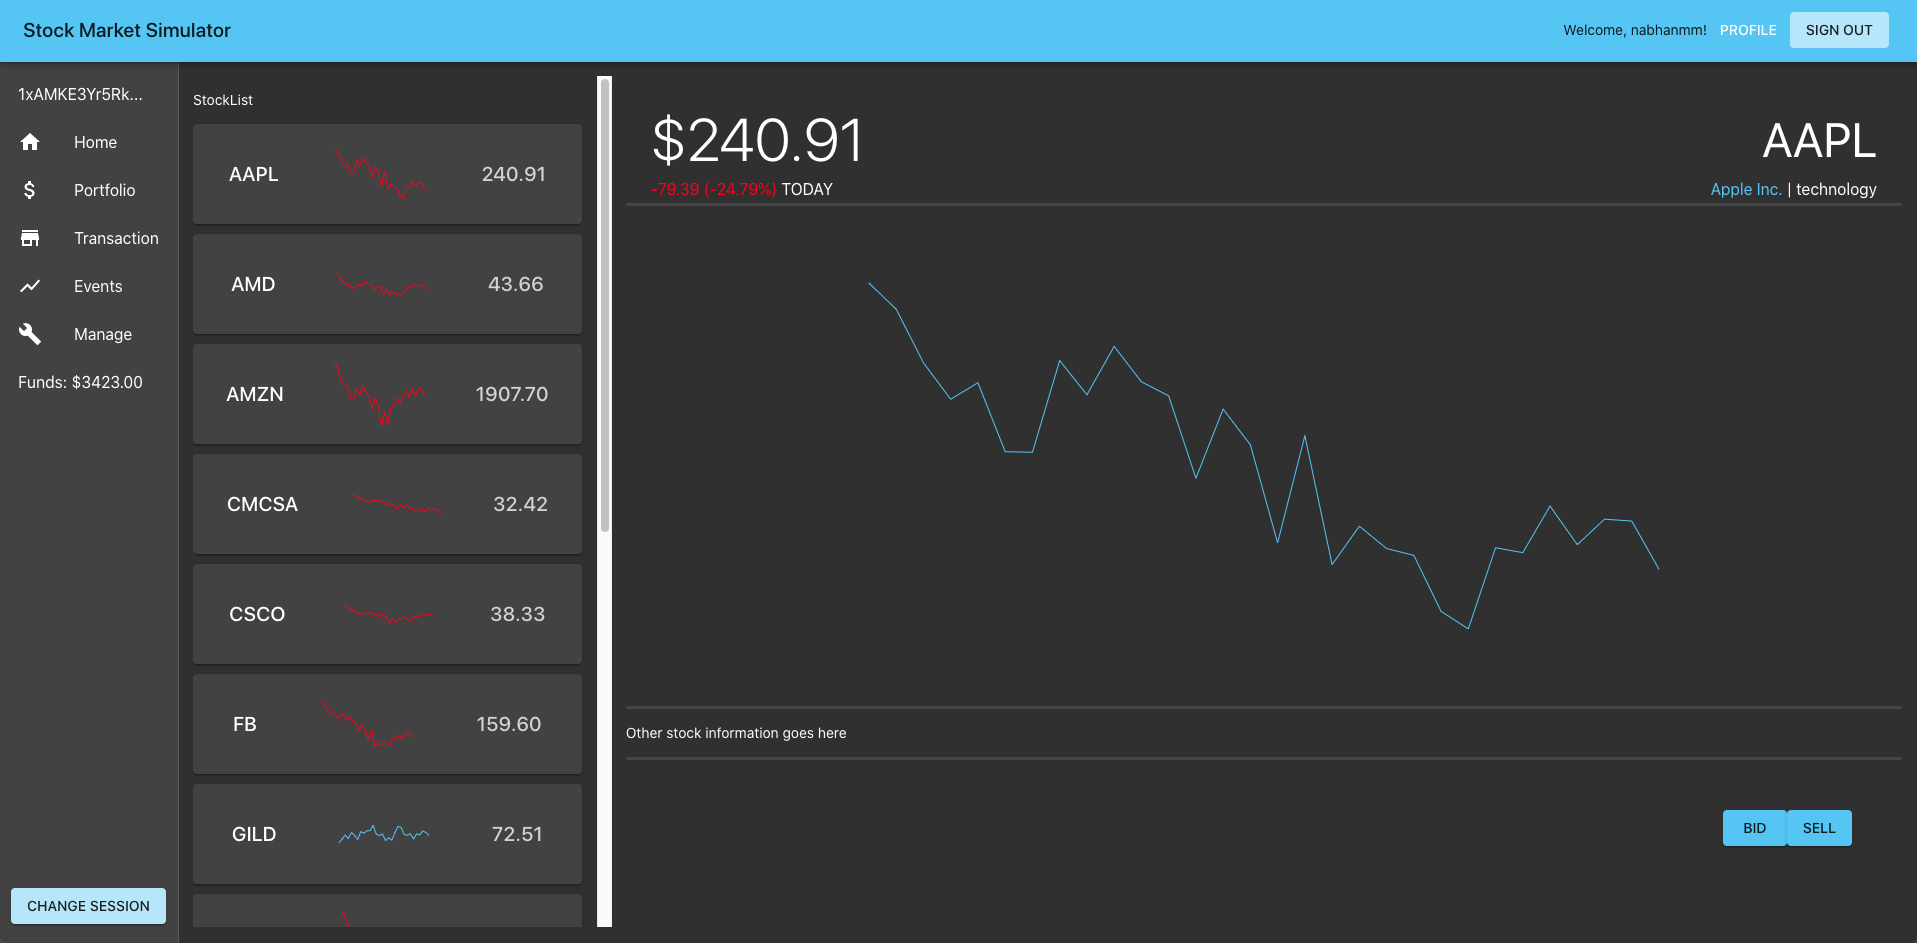 Stock Market Simulator
Welcome, nabhanmm! PROFILE SIGN OUT
1xAMKE3Yr5Rk...
Home
Portfolio
Transaction
Events
Manage
Funds: $3423.00
CHANGE SESSION
StockList
AAPL 240.91
AMD 43.66
AMZN 1907.70
CMCSA 32.42
CSCO 38.33
FB 159.60
GILD 72.51
$240.91
-79.39 (-24.79%) TODAY
AAPL
Apple Inc. | technology
Other stock information goes here
BID SELL